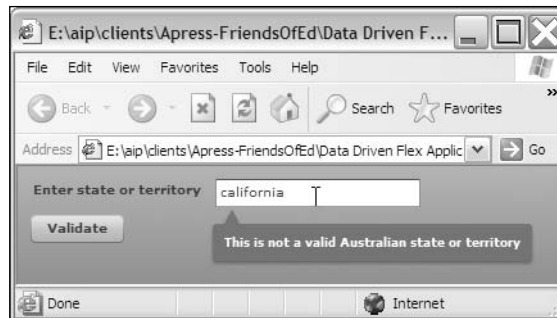 E:\aip\clients\Apress-FriendsOfEd\Data Driven F...
File Edit View Favorites Tools Help
Back Search Favorites »
Address E:\aip\clients\Apress-FriendsOfEd\Data Driven Flex Applic Go
Enter state or territory california
Validate
This is not a valid Australian state or territory
Done Internet